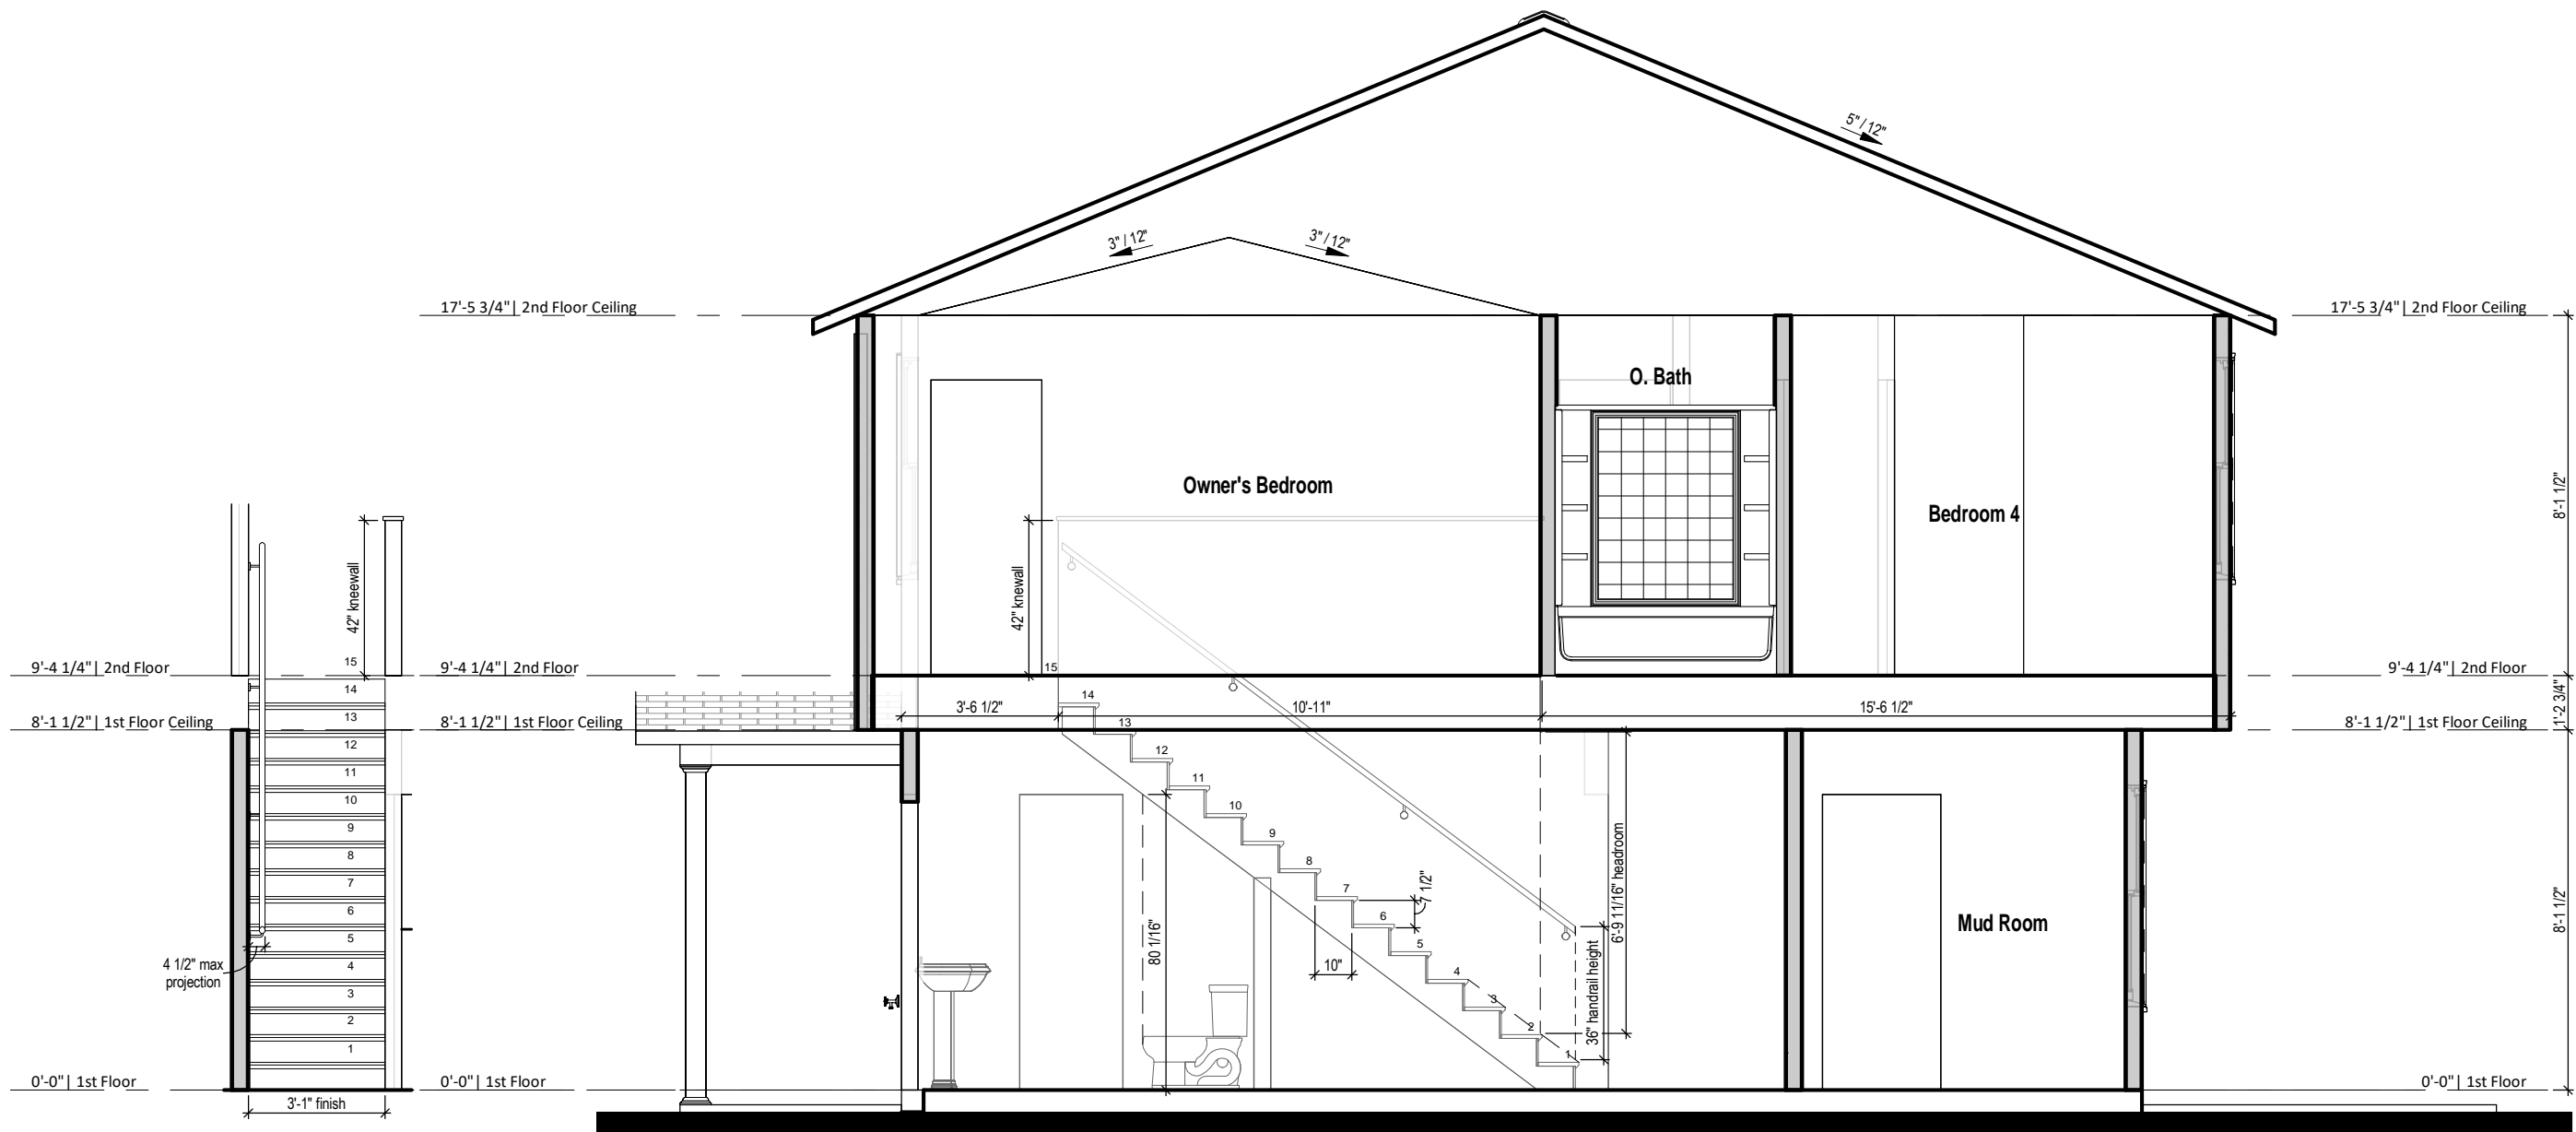 5" / 12"
3" / 12"
3" / 12"
17'-5 3/4" | 2nd Floor Ceiling
17'-5 3/4" | 2nd Floor Ceiling
O. Bath
Owner's Bedroom
Bedroom 4
8'-1 1/2"
42" kneewall
42" knewall
15
9'-4 1/4" | 2nd Floor
9'-4 1/4" | 2nd Floor
15
9'-4 1/4" | 2nd Floor
14
14
3'-6 1/2"
10'-11"
15'-6 1/2"
1'-2 3/4"
8'-1 1/2" | 1st Floor Ceiling
13
8'-1 1/2" | 1st Floor Ceiling
13
8'-1 1/2" | 1st Floor Ceiling
12
12
11
11
10
10
9
9
8
8
7
7
7 1/2"
6'-9 11/16" headroom
6
6
Mud Room
8'-1 1/2"
5
5
80 1/16"
10"
36" handrail height
4 1/2" max
projection
4
4
3
3
2
2
1
1
0'-0" | 1st Floor
0'-0" | 1st Floor
0'-0" | 1st Floor
3'-1" finish